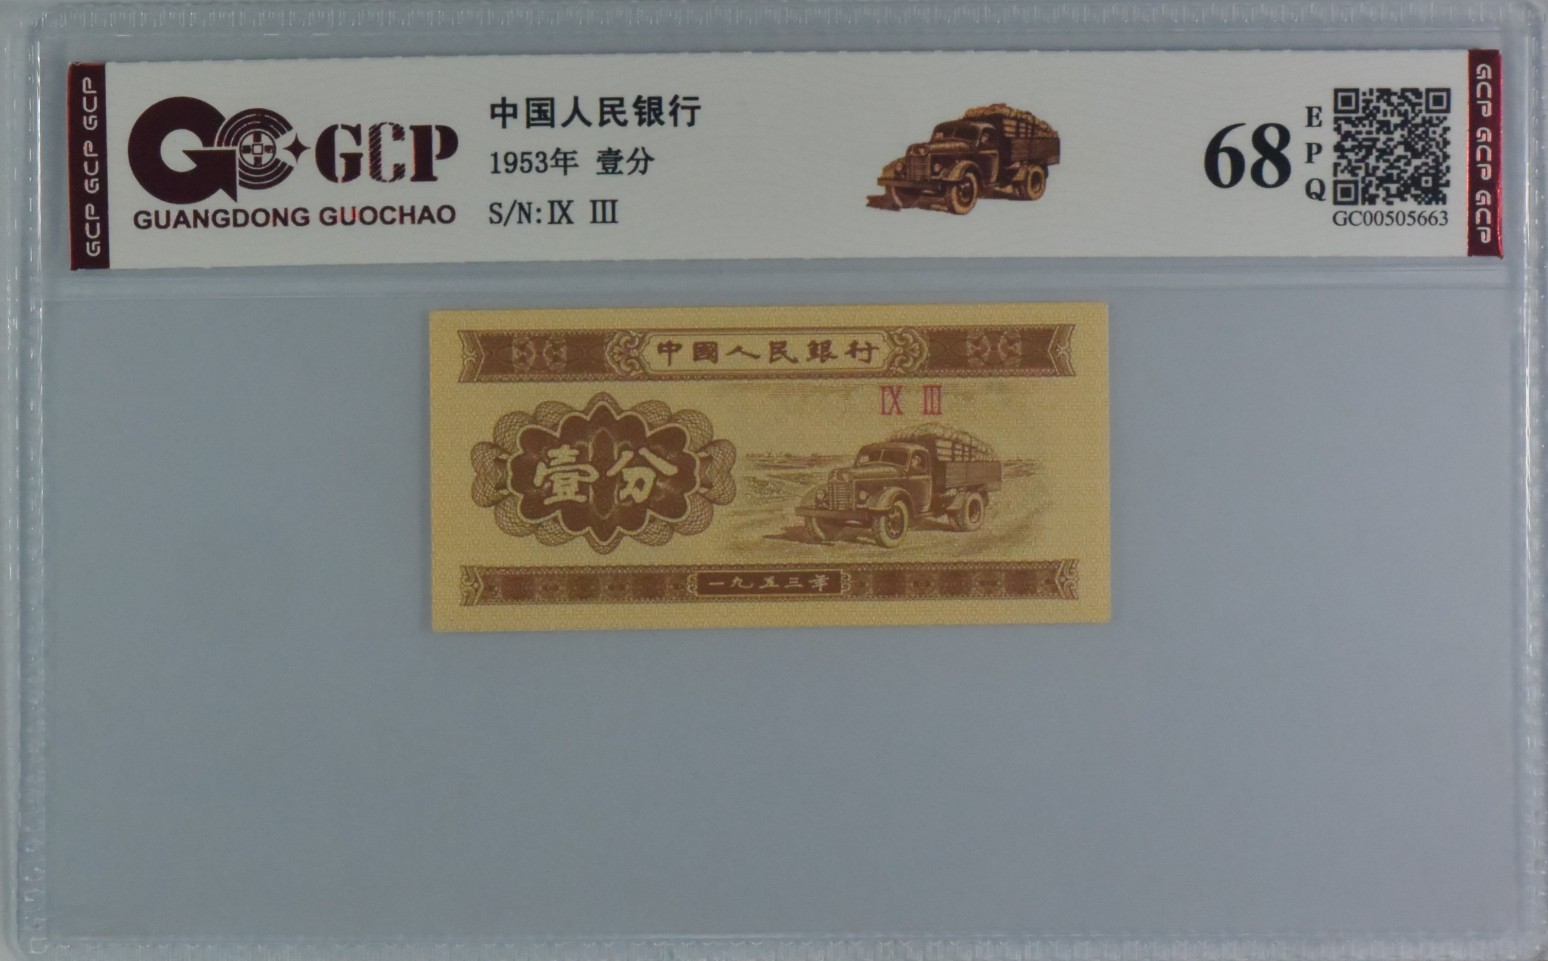 GCP GCP GCP
GCP
GUANGDONG GUOCHAO
中国人民银行
1953年 壹分
S/N:Ⅸ Ⅲ
68
E
P
Q
GC00505663
GCP GCP GCP
中國人民銀行
Ⅸ Ⅲ
壹分
一九五三年